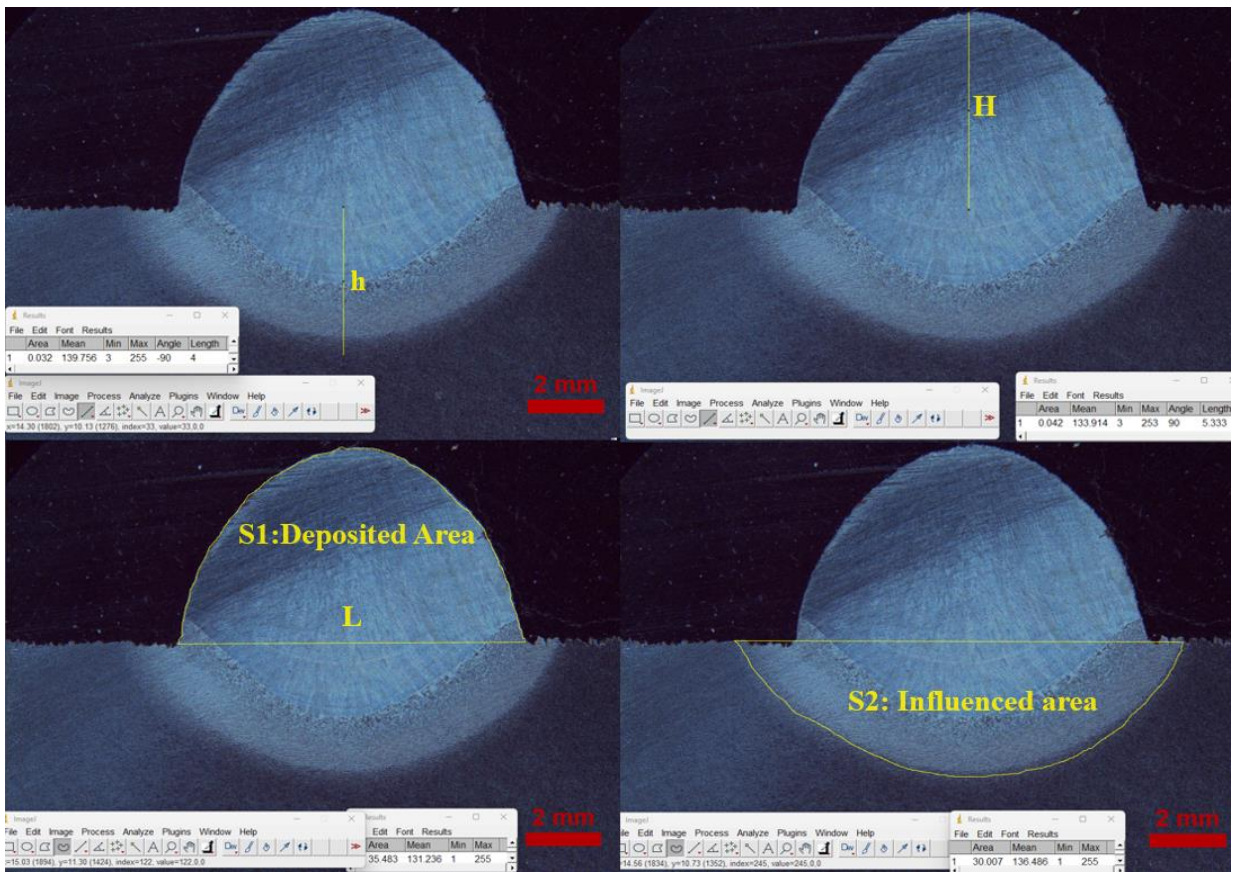 H
h
Results
File Edit Font Results
Area Mean Min Max Angle Length
1 0.032 139.756 3 255 -90 4
ImageJ
File Edit Image Process Analyze Plugins Window Help
Dev
x=14.30 (1802), y=10.13 (1276), index=33, value=33,0,0
2 mm
ImageJ
File Edit Image Process Analyze Plugins Window Help
Dev
Results
File Edit Font Results
Area Mean Min Max Angle Length
1 0.042 133.914 3 253 90 5.333
2 mm
S1:Deposited Area
L
S2: Influenced area
2 mm
File Edit Image Process Analyze Plugins Window Help
Dev
=15.03 (1894), y=11.30 (1424), index=122, value=122,0,0
Results
Edit Font Results
Area Mean Min Max
35.483 131.236 1 255
2 mm
File Edit Image Process Analyze Plugins Window Help
Dev
=14.56 (1834), y=10.73 (1352), index=245, value=245,0,0
Results
File Edit Font Results
Area Mean Min Max
1 30.007 136.486 1 255